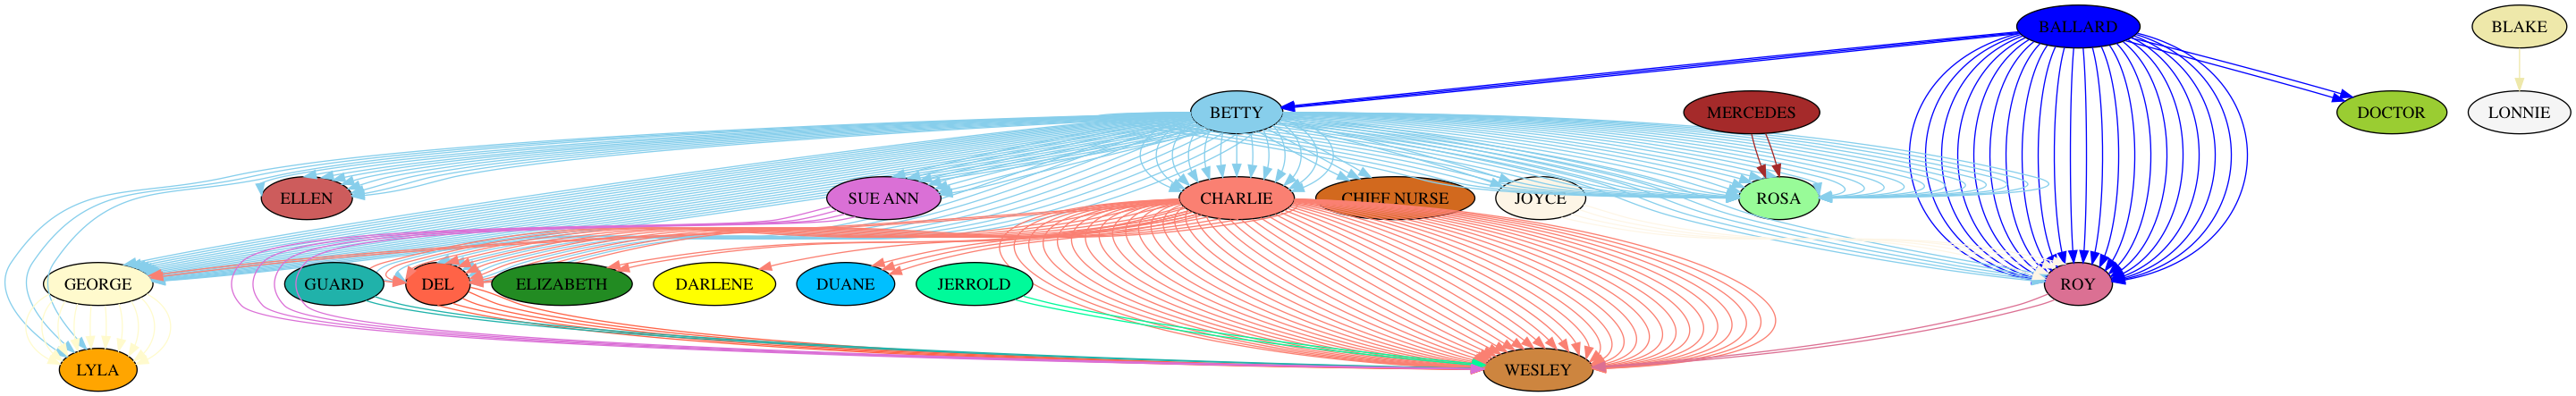 BALLARD
BLAKE
BETTY
MERCEDES
DOCTOR
LONNIE
ELLEN
SUE ANN
CHARLIE
CHIEF NURSE
JOYCE
ROSA
GEORGE
GUARD
DEL
ELIZABETH
DARLENE
DUANE
JERROLD
ROY
LYLA
WESLEY